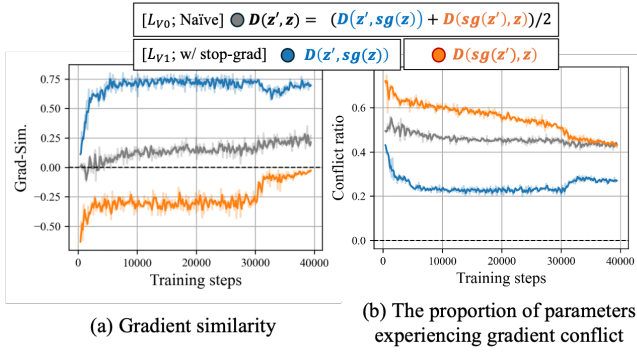 [L_V0; Naïve] D(z′, z) = (D(z′, sg(z)) + D(sg(z′), z))/2
[L_V1; w/ stop-grad] D(z′, sg(z)) D(sg(z′), z)
0.75
0.50
0.25
0.00
−0.25
−0.50
Grad-Sim.
0 10000 20000 30000 40000
Training steps
(a) Gradient similarity
0.6
0.4
0.2
0.0
Conflict ratio
0 10000 20000 30000 40000
Training steps
(b) The proportion of parameters
experiencing gradient conflict